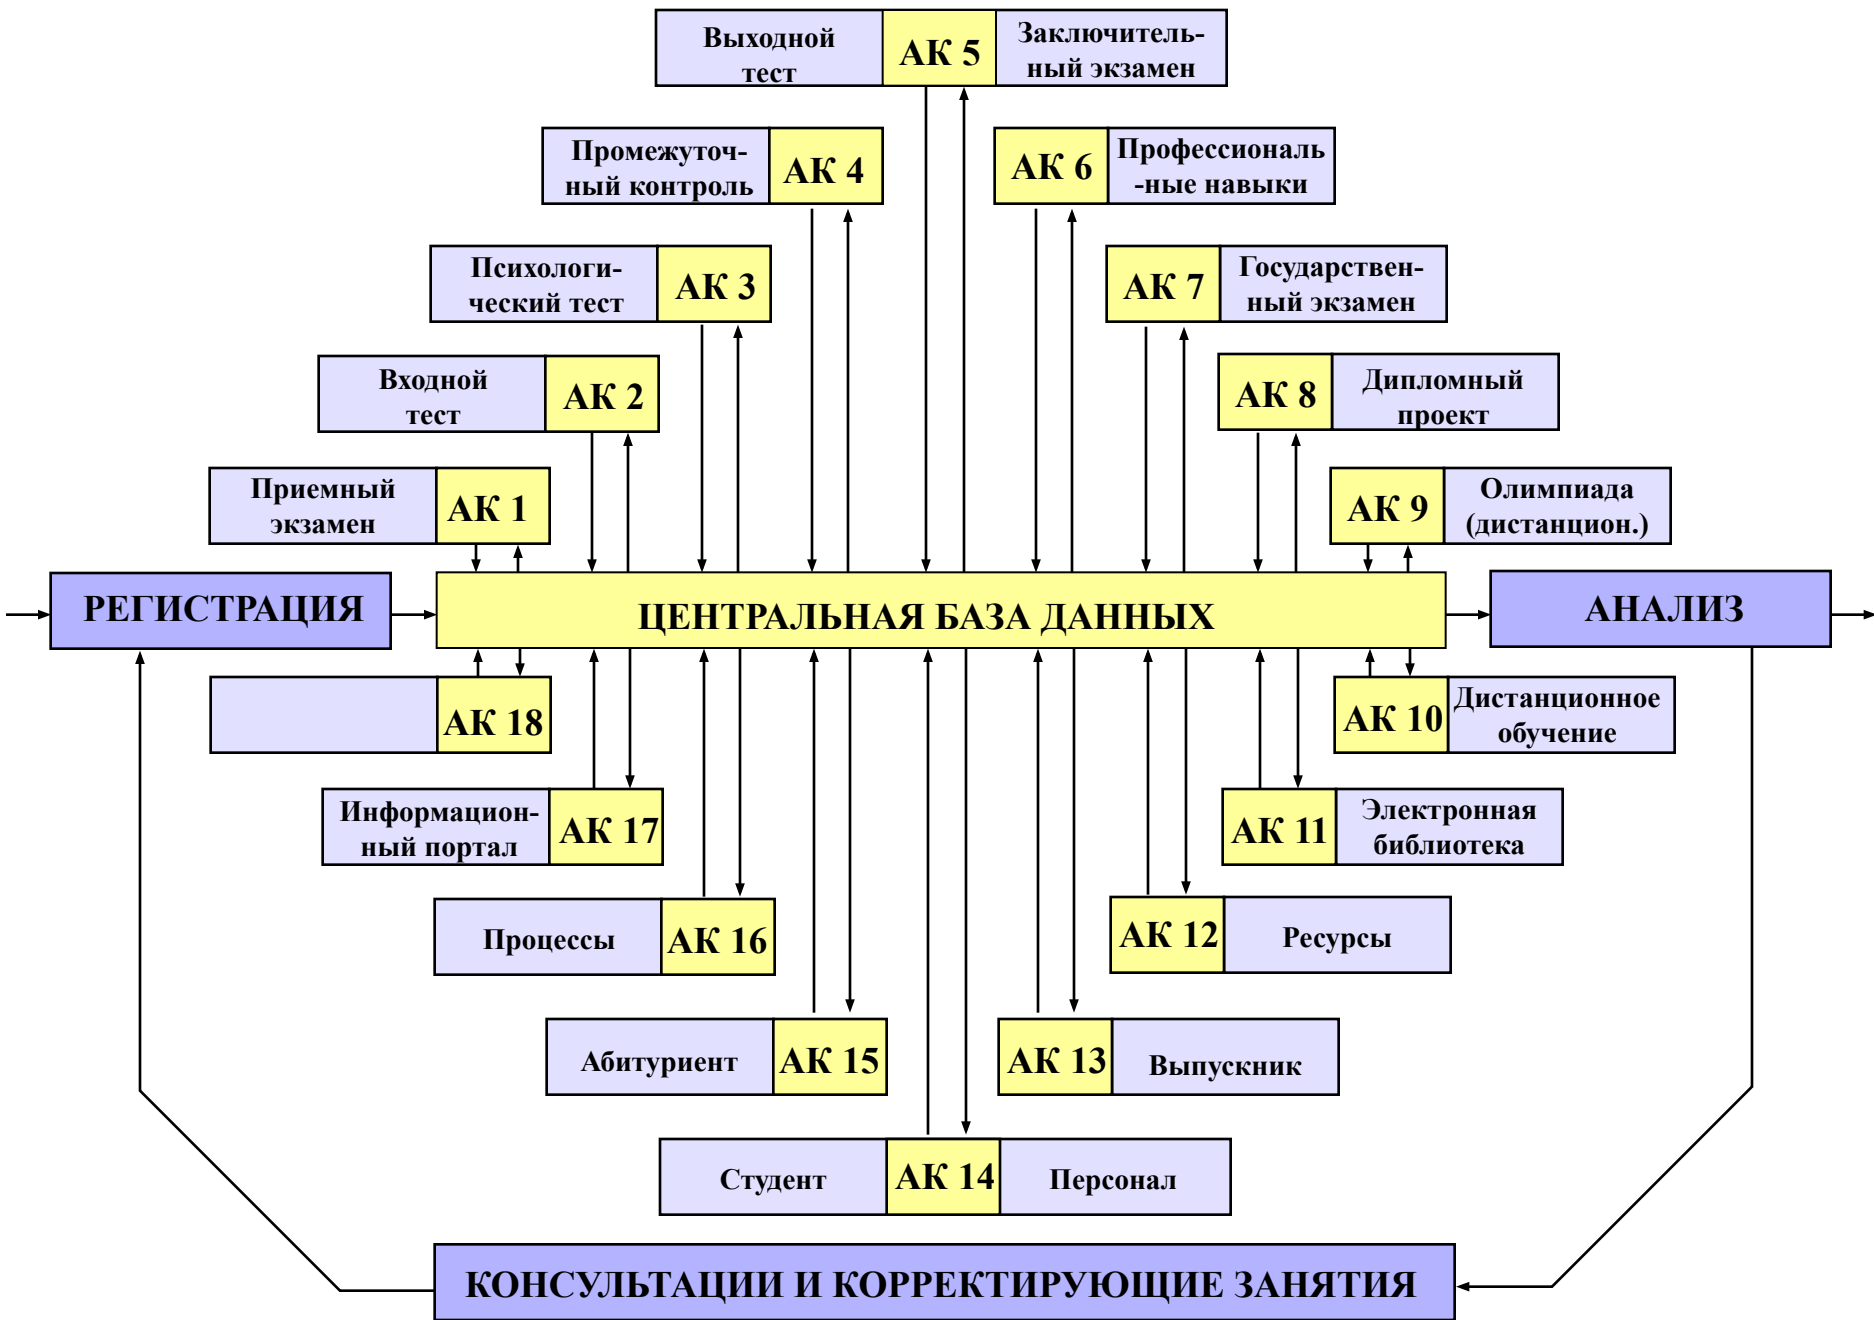 Выходной
тест
АК 5
Заключитель-
ный экзамен
Промежуточ-
ный контроль
АК 4
АК 6
Профессиональ
-ные навыки
Психологи-
ческий тест
АК 3
АК 7
Государствен-
ный экзамен
Входной
тест
АК 2
АК 8
Дипломный
проект
Приемный
экзамен
АК 1
АК 9
Олимпиада
(дистанцион.)
РЕГИСТРАЦИЯ
ЦЕНТРАЛЬНАЯ БАЗА ДАННЫХ
АНАЛИЗ
АК 18
АК 10
Дистанционное
обучение
Информацион-
ный портал
АК 17
АК 11
Электронная
библиотека
Процессы
АК 16
АК 12
Ресурсы
Абитуриент
АК 15
АК 13
Выпускник
Студент
АК 14
Персонал
КОНСУЛЬТАЦИИ И КОРРЕКТИРУЮЩИЕ ЗАНЯТИЯ